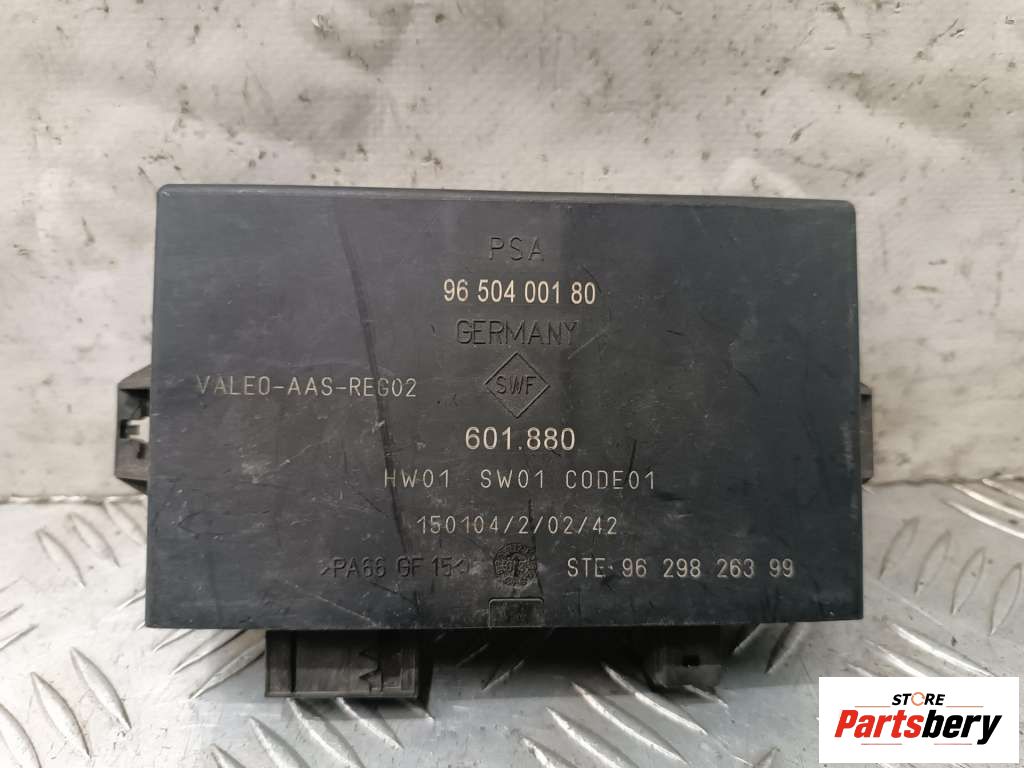 PSA
96 504 001 80
GERMANY
VALEO-AAS-REG02
SWF
601.880
HW01 SW01 CODE01
150104/2/02/42
>PA66 GF 15<
STE 96 298 263 99
STORE
Partsbery